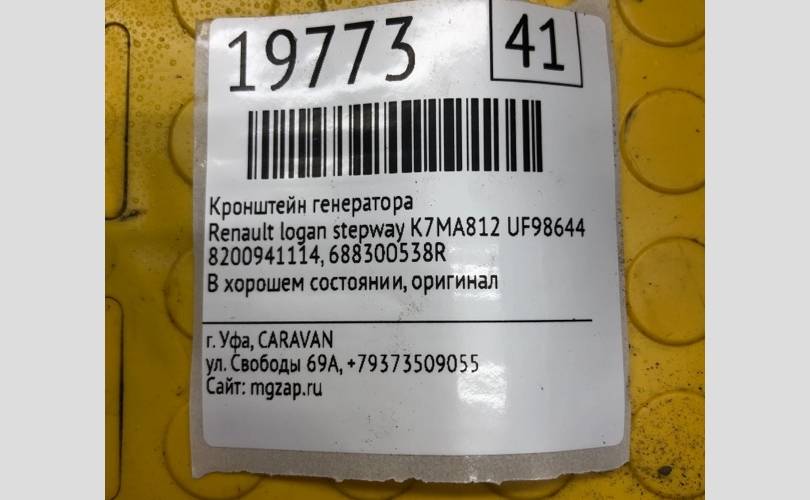 19773
41
Кронштейн генератора
Renault logan stepway K7MA812 UF98644
8200941114, 688300538R
В хорошем состоянии, оригинал
г. Уфа, CARAVAN
ул. Свободы 69А, +79373509055
Сайт: mgzap.ru